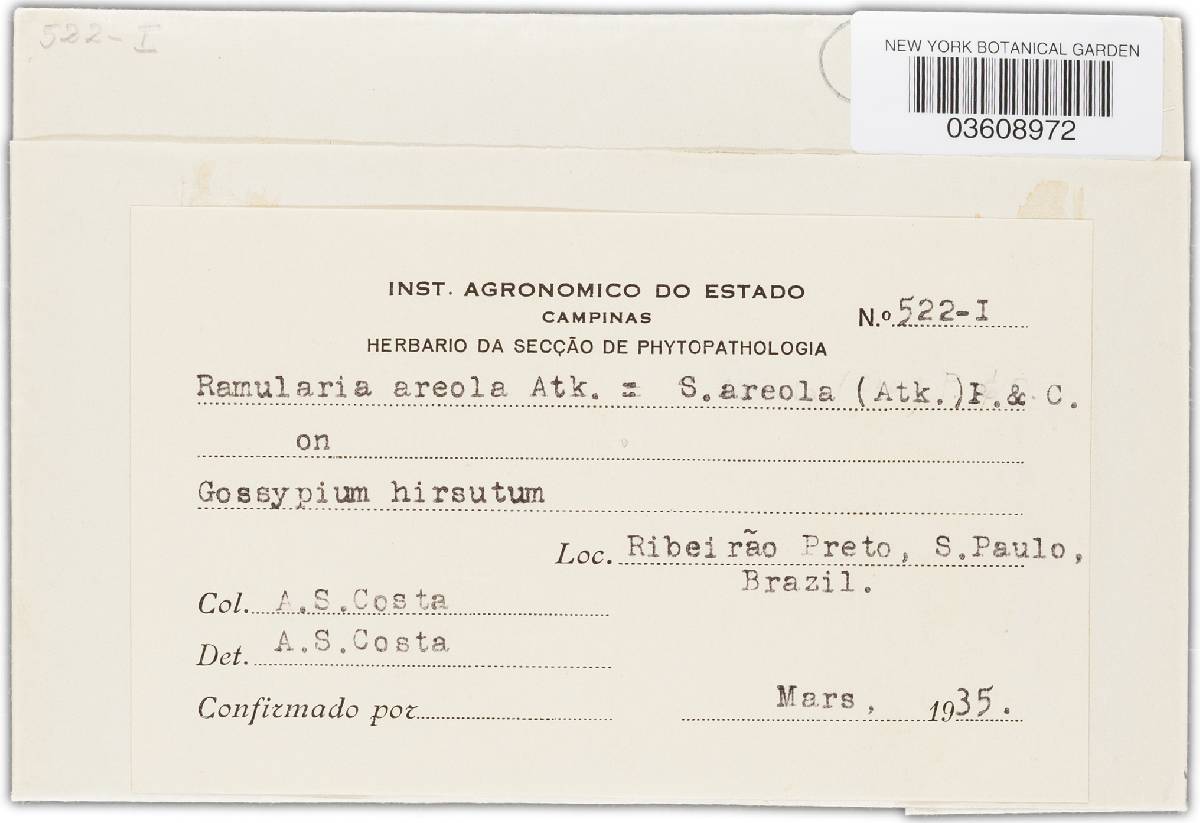 522-I
NEW YORK BOTANICAL GARDEN
03608972
INST. AGRONOMICO DO ESTADO
CAMPINAS
N.º 522-I
HERBARIO DA SECÇÃO DE PHYTOPATHOLOGIA
Ramularia areola Atk. = S.areola (Atk.)P.& C.
on
Gossypium hirsutum
Loc. Ribeirão Preto, S.Paulo,
Brazil.
Col. A.S.Costa
Det. A.S.Costa
Confirmado por
Mars, 1935.